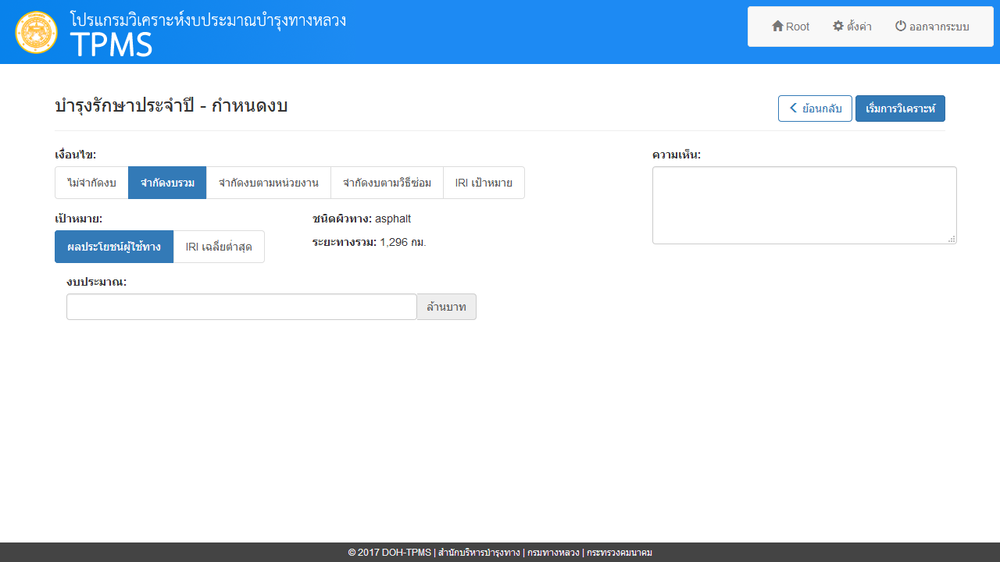 โปรแกรมวิเคราะห์งบประมาณบำรุงทางหลวง
TPMS
Root ตั้งค่า ออกจากระบบ
บำรุงรักษาประจำปี - กำหนดงบ
ย้อนกลับ เริ่มการวิเคราะห์
เงื่อนไข:
ไม่จำกัดงบ จำกัดงบรวม จำกัดงบตามหน่วยงาน จำกัดงบตามวิธีซ่อม IRI เป้าหมาย
ความเห็น:
เป้าหมาย:
ผลประโยชน์ผู้ใช้ทาง IRI เฉลี่ยต่ำสุด
ชนิดผิวทาง: asphalt
ระยะทางรวม: 1,296 กม.
งบประมาณ:
ล้านบาท
© 2017 DOH-TPMS | สำนักบริหารบำรุงทาง | กรมทางหลวง | กระทรวงคมนาคม